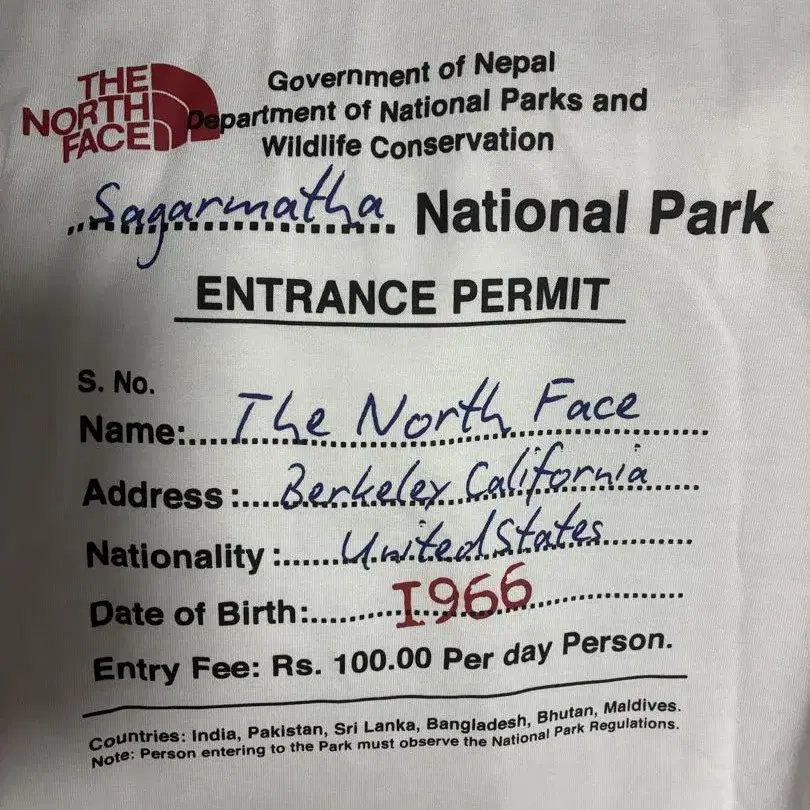 THE
NORTH
FACE
Government of Nepal
Department of National Parks and
Wildlife Conservation
..Sagarmatha.. National Park
ENTRANCE PERMIT
S. No.
Name:....The North Face....
Address :....Berkeley California....
Nationality :......United States......
Date of Birth:......1966......
Entry Fee: Rs. 100.00 Per day Person.
Countries: India, Pakistan, Sri Lanka, Bangladesh, Bhutan, Maldives.
Note: Person entering to the Park must observe the National Park Regulations.